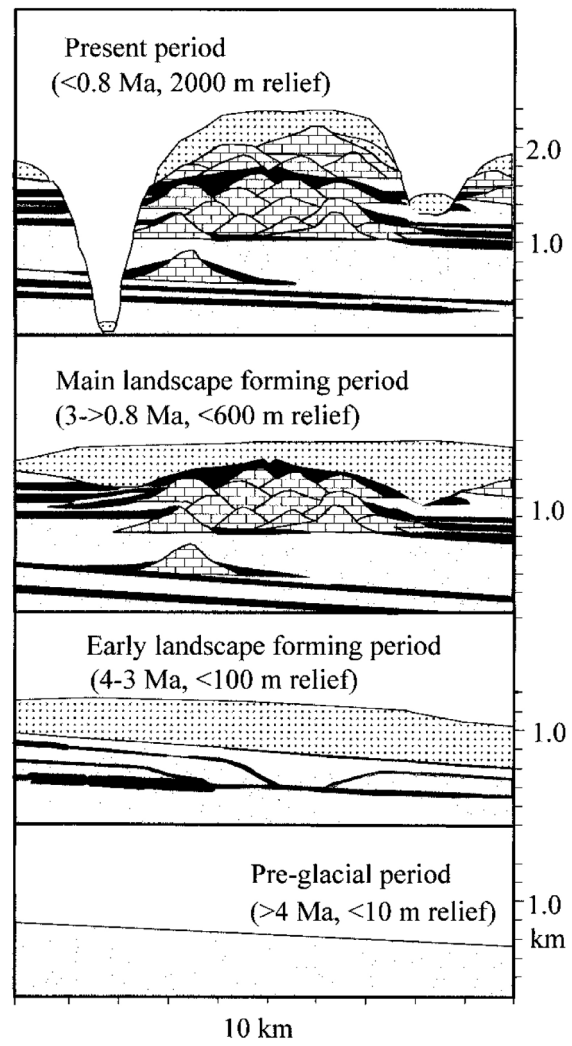 Present period
(<0.8 Ma, 2000 m relief)
2.0
1.0
Main landscape forming period
(3->0.8 Ma, <600 m relief)
1.0
Early landscape forming period
(4-3 Ma, <100 m relief)
1.0
Pre-glacial period
(>4 Ma, <10 m relief)
1.0
km
10 km